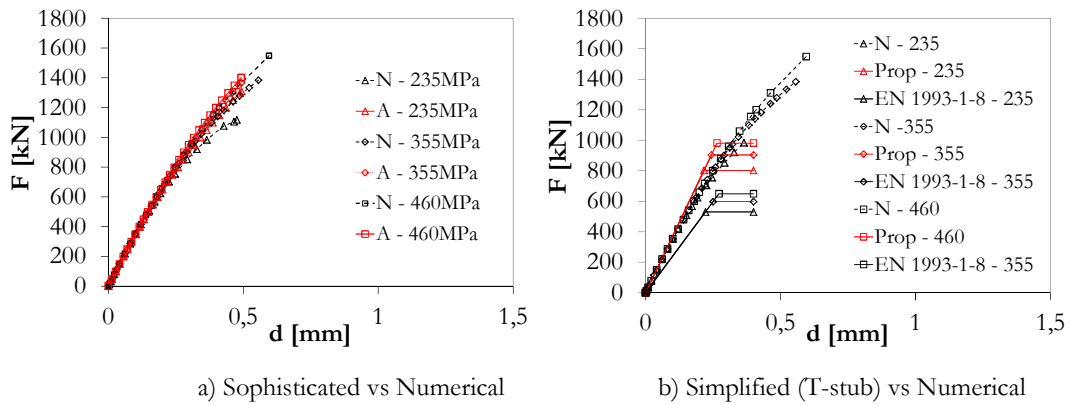 1800
1600
1400
1200
1000
800
600
400
200
0
F [kN]
0
0,5
1
1,5
d [mm]
N - 235MPa
A - 235MPa
N - 355MPa
A - 355MPa
N - 460MPa
A - 460MPa
a) Sophisticated vs Numerical
1800
1600
1400
1200
1000
800
600
400
200
0
F [kN]
0
0,5
1
1,5
d [mm]
N - 235
Prop - 235
EN 1993-1-8 - 235
N -355
Prop - 355
EN 1993-1-8 - 355
N - 460
Prop - 460
EN 1993-1-8 - 355
b) Simplified (T-stub) vs Numerical